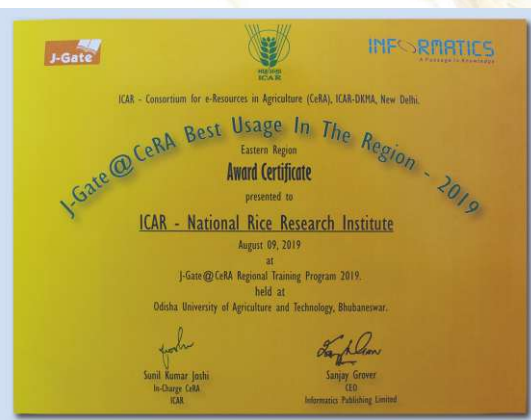 J-Gate
ICAR
INFORMATICS
A Passage to Knowledge
ICAR - Consortium for e-Resources in Agriculture (CeRA), ICAR-DKMA, New Delhi.
J-Gate@CeRA Best Usage In The Region - 2019
Eastern Region
Award Certificate
presented to
ICAR - National Rice Research Institute
August 09, 2019
at
J-Gate@CeRA Regional Training Program 2019.
held at
Odisha University of Agriculture and Technology, Bhubaneswar.
Sunil Kumar Joshi
In-Charge CeRA
ICAR
Sanjay Grover
CEO
Informatics Publishing Limited